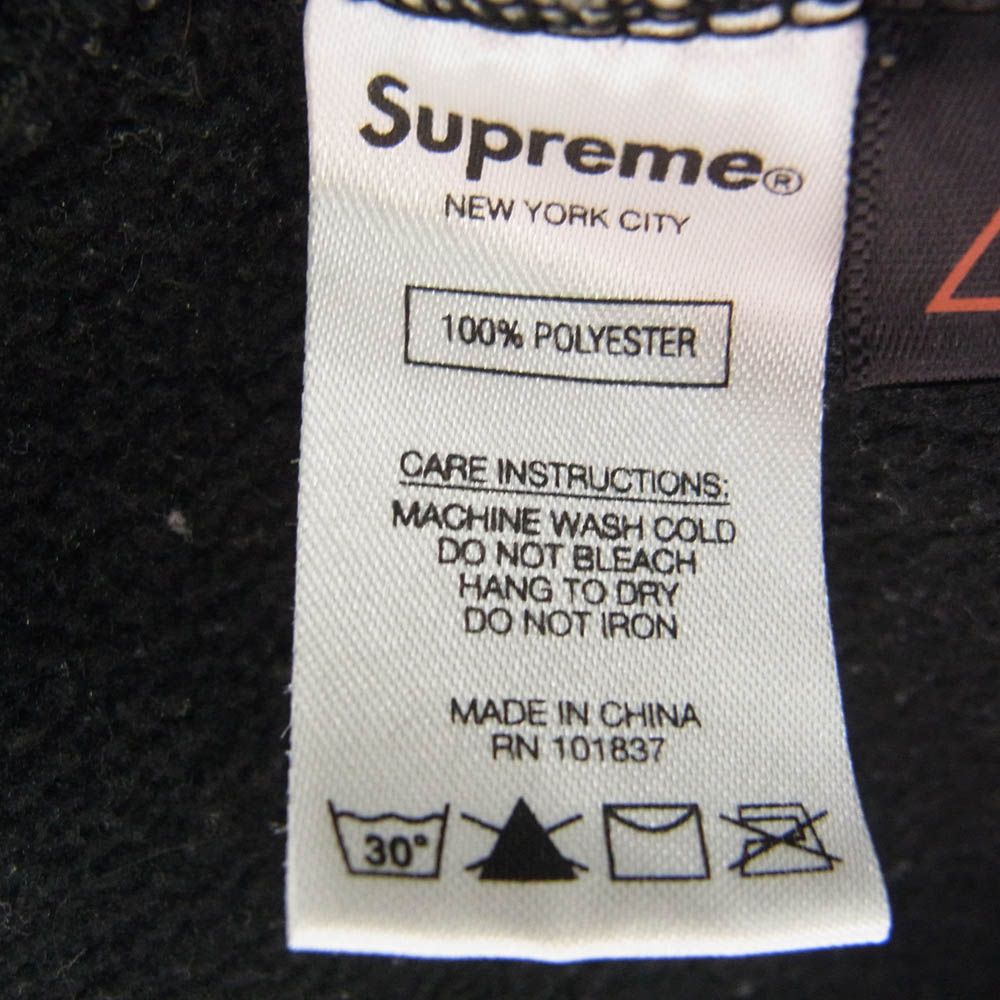 Supreme®
NEW YORK CITY
100% POLYESTER
CARE INSTRUCTIONS:
MACHINE WASH COLD
DO NOT BLEACH
HANG TO DRY
DO NOT IRON
MADE IN CHINA
RN 101837
30°